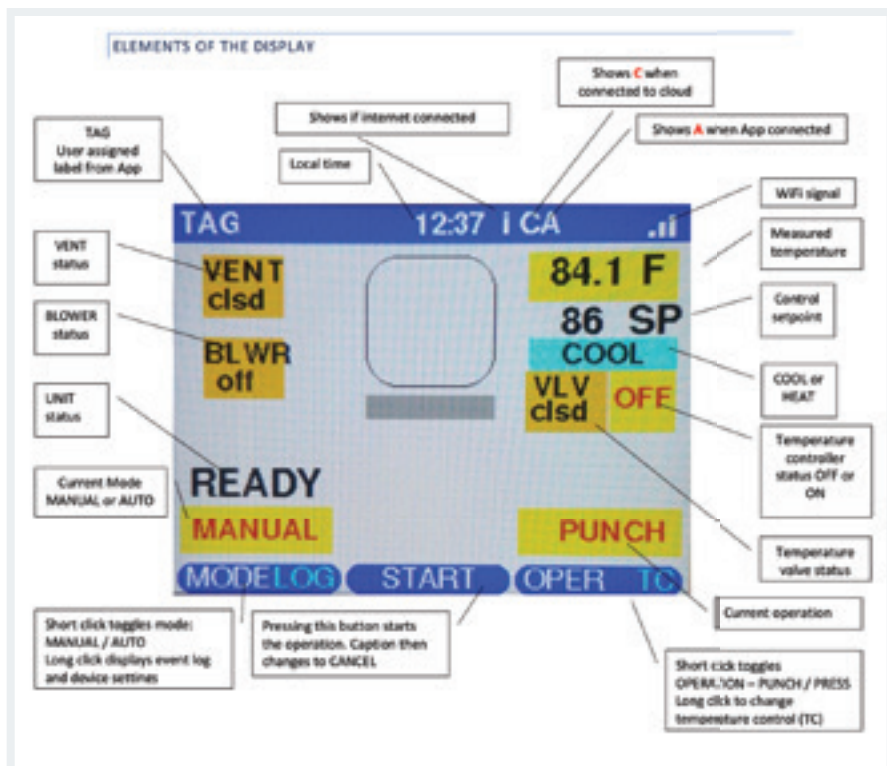 ELEMENTS OF THE DISPLAY
Shows C when
connected to cloud
Shows if internet connected
Shows A when App connected
TAG
User assigned
label from App
Local time
WiFi signal
TAG 12:37 i CA
VENT
status
VENT
clsd
84.1 F
Measured
temperature
BLOWER
status
86 SP
Control
setpoint
BLWR
off
COOL
COOL or
HEAT
VLV
clsd
OFF
UNIT
status
Temperature
controller
status OFF or
ON
READY
Current Mode
MANUAL or AUTO
MANUAL
PUNCH
Temperature
valve status
MODE LOG
START
OPER TC
Current operation
Short click toggles mode:
MANUAL / AUTO
Long click displays event log
and device settines
Pressing this button starts
the operation. Caption then
changes to CANCEL
Short click toggles
OPERATION – PUNCH / PRESS
Long click to change
temperature control (TC)